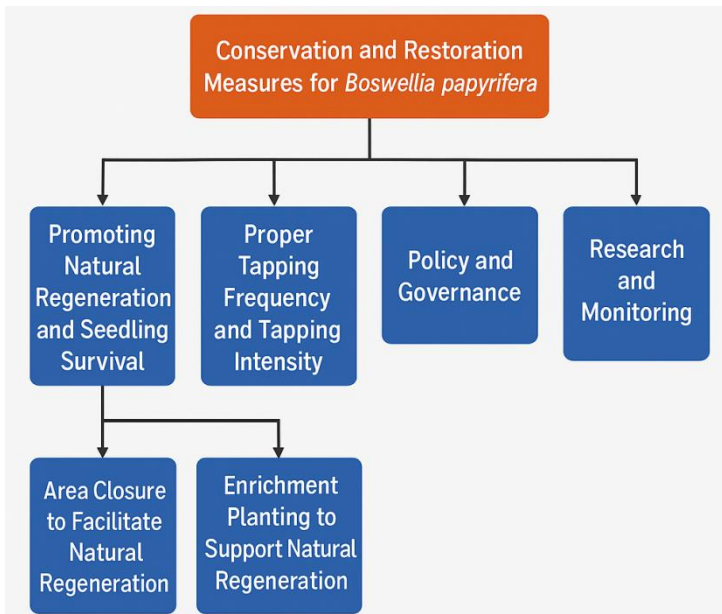 Conservation and Restoration
Measures for Boswellia papyrifera
Promoting
Natural
Regeneration
and Seedling
Survival
Proper
Tapping
Frequency
and Tapping
Intensity
Policy and
Governance
Research
and
Monitoring
Area Closure
to Facilitate
Natural
Regeneration
Enrichment
Planting to
Support Natural
Regeneration